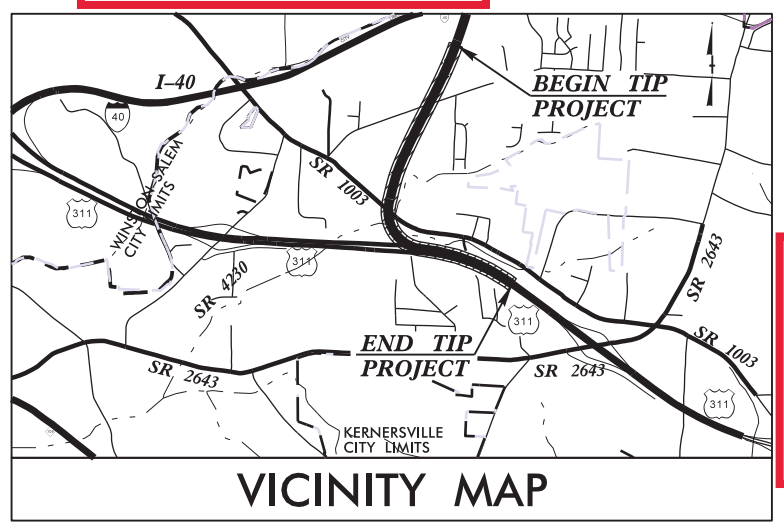 I-40
BEGIN TIP
PROJECT
40
WINSTON-SALEM
CITY LIMITS
SR 1003
311
311
SR 4230
SR 2643
311
END TIP
PROJECT
SR 1003
SR 2643
SR 2643
311
KERNERSVILLE
CITY LIMITS
VICINITY MAP